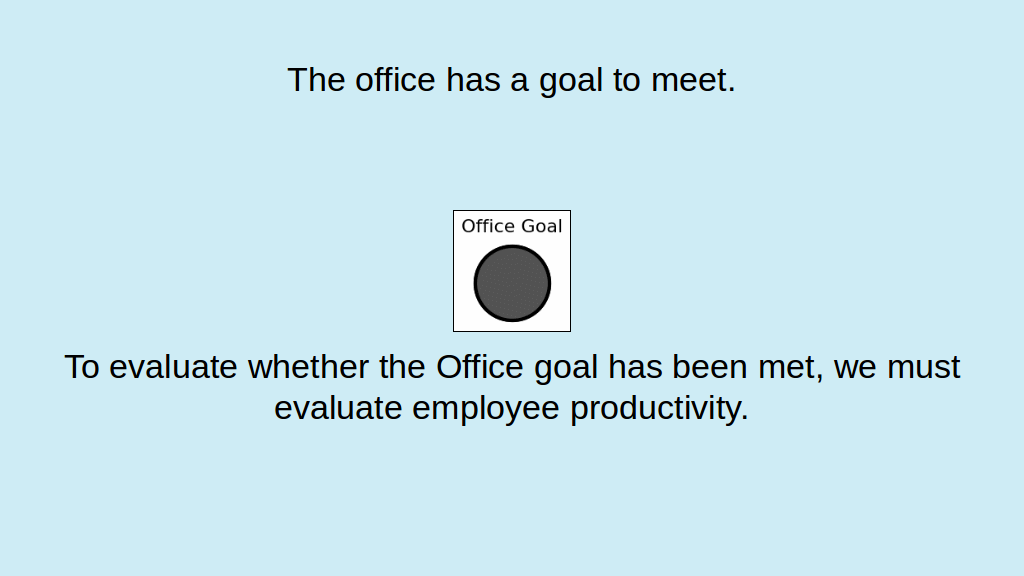 The office has a goal to meet.
Office Goal
To evaluate whether the Office goal has been met, we must
evaluate employee productivity.